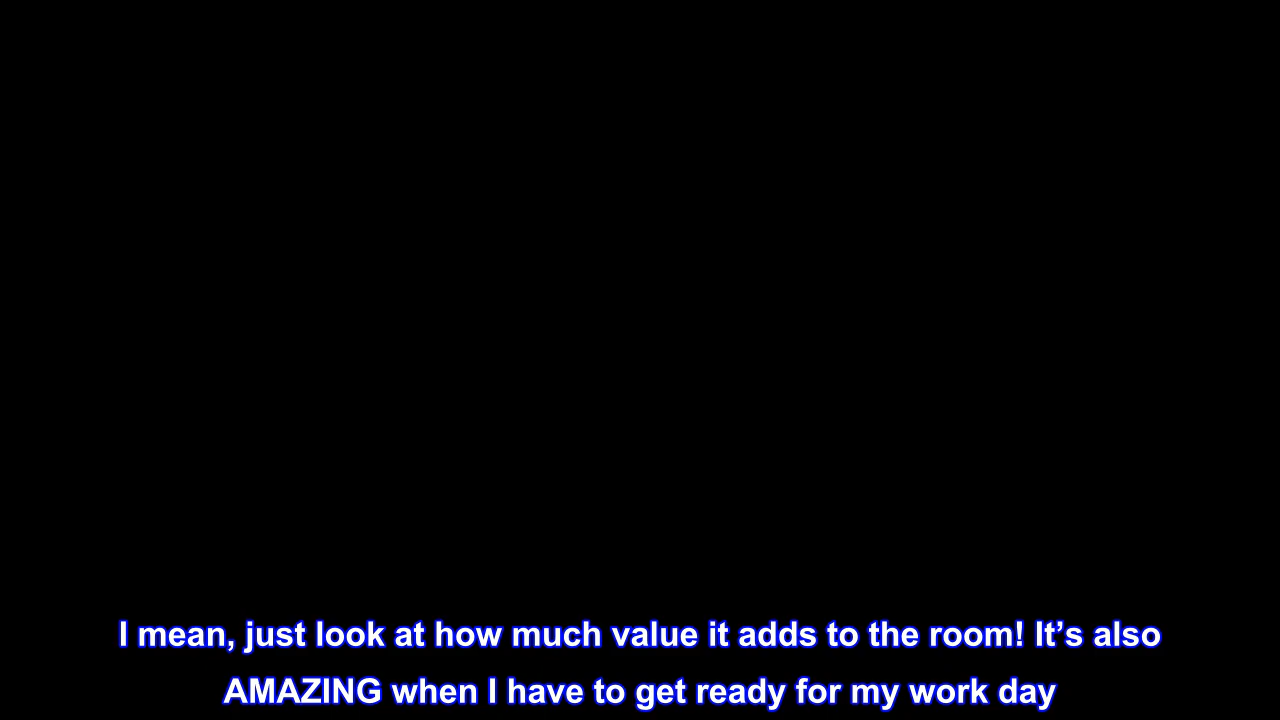 I mean, just look at how much value it adds to the room! It’s also
AMAZING when I have to get ready for my work day